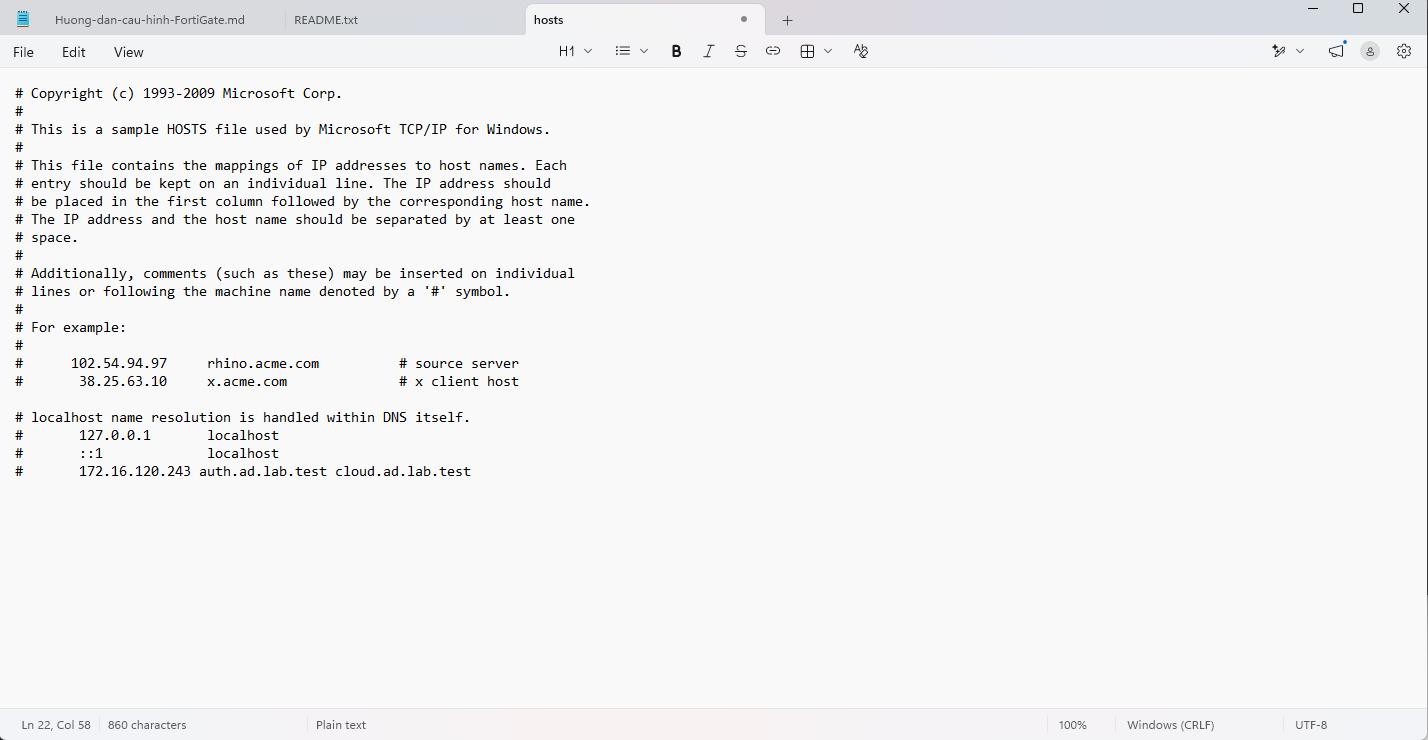 Huong-dan-cau-hinh-FortiGate.md
README.txt
hosts
File
Edit
View
H1
B
I
S
# Copyright (c) 1993-2009 Microsoft Corp.
#
# This is a sample HOSTS file used by Microsoft TCP/IP for Windows.
#
# This file contains the mappings of IP addresses to host names. Each
# entry should be kept on an individual line. The IP address should
# be placed in the first column followed by the corresponding host name.
# The IP address and the host name should be separated by at least one
# space.
#
# Additionally, comments (such as these) may be inserted on individual
# lines or following the machine name denoted by a '#' symbol.
#
# For example:
#
#      102.54.94.97     rhino.acme.com          # source server
#       38.25.63.10     x.acme.com              # x client host

# localhost name resolution is handled within DNS itself.
#       127.0.0.1       localhost
#       ::1             localhost
#       172.16.120.243 auth.ad.lab.test cloud.ad.lab.test
Ln 22, Col 58
860 characters
Plain text
100%
Windows (CRLF)
UTF-8